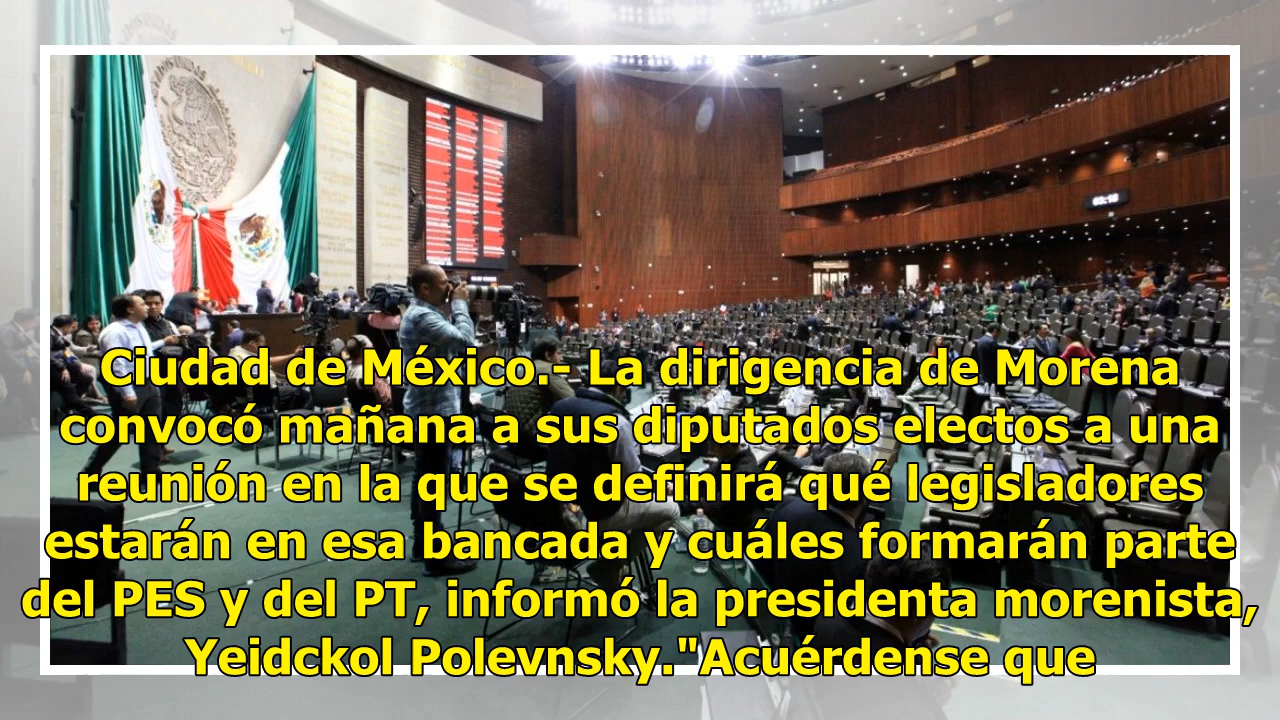 Ciudad de México.- La dirigencia de Morena
convocó mañana a sus diputados electos a una
reunión en la que se definirá qué legisladores
estarán en esa bancada y cuáles formarán parte
del PES y del PT, informó la presidenta morenista,
Yeidckol Polevnsky."Acuérdense que